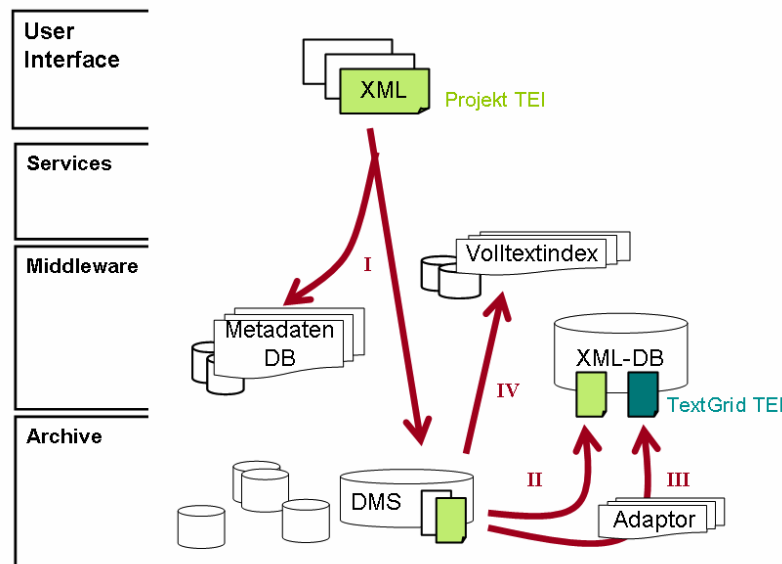 User
Interface
XML
Projekt TEI
Services
Middleware
I
Volltextindex
Metadaten
DB
XML-DB
IV
TextGrid TEI
Archive
II
III
DMS
Adaptor